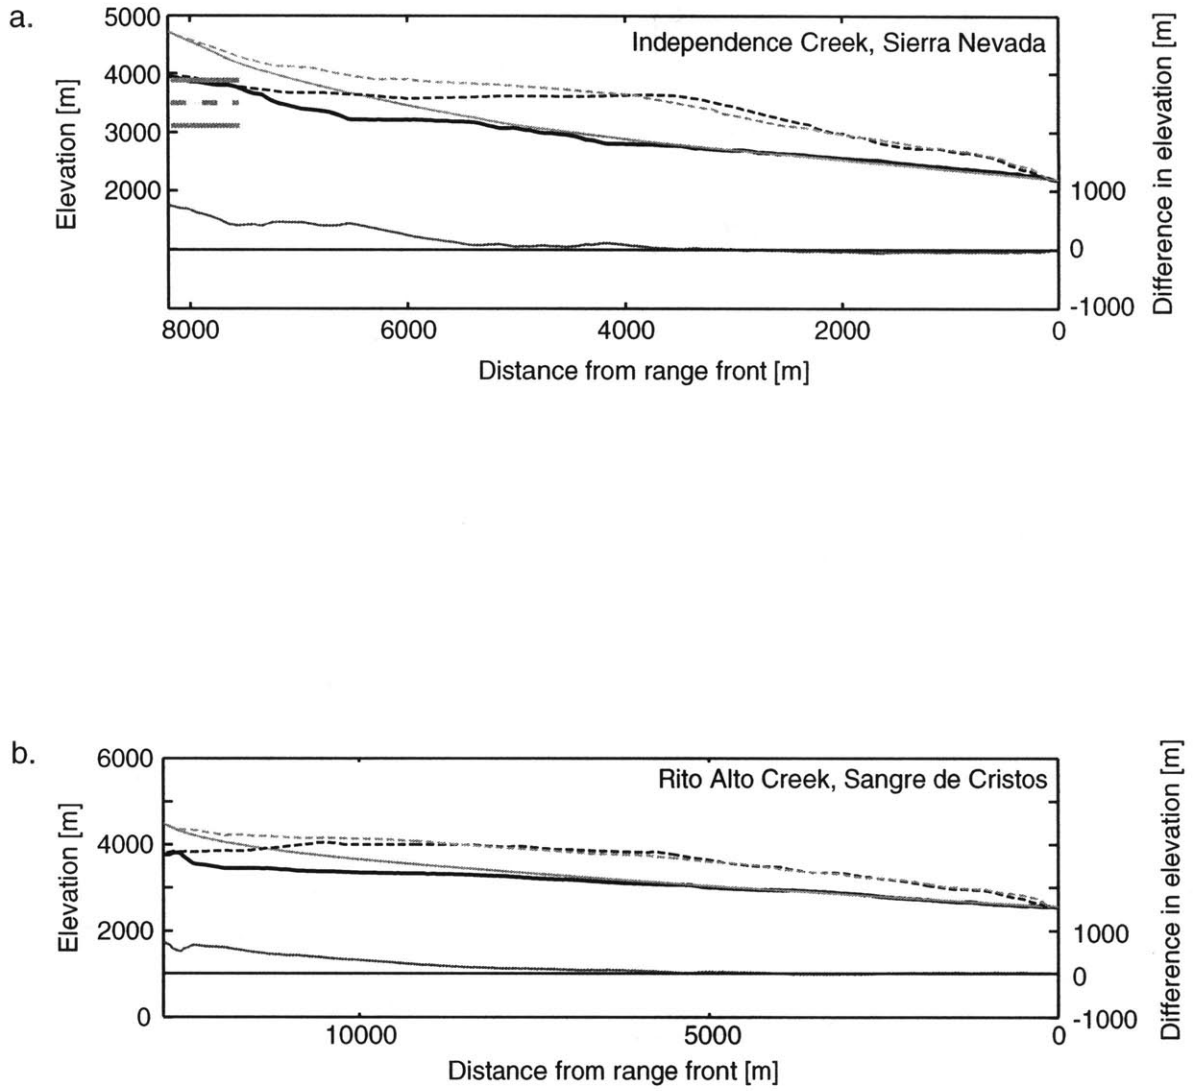 a.
5000
4000
3000
2000
Elevation [m]
Independence Creek, Sierra Nevada
1000
0
-1000
Difference in elevation [m]
8000 6000 4000 2000 0
Distance from range front [m]
b.
6000
4000
2000
0
Elevation [m]
Rito Alto Creek, Sangre de Cristos
1000
0
-1000
Difference in elevation [m]
10000 5000 0
Distance from range front [m]